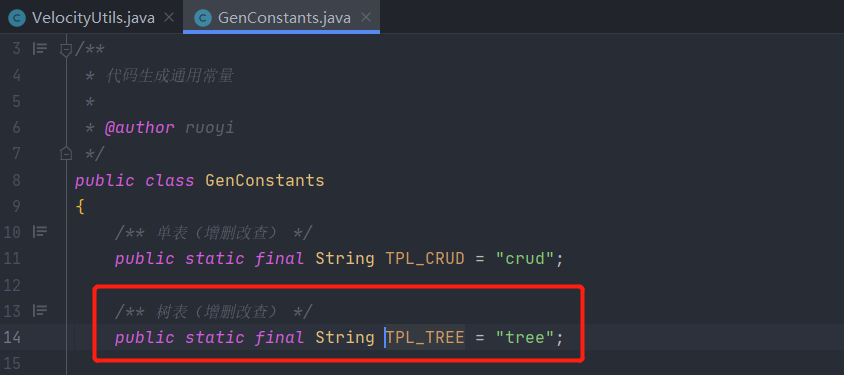 VelocityUtils.java × GenConstants.java ×
3 /**
4 * 代码生成通用常量
5 *
6 * @author ruoyi
7 */
8 public class GenConstants
9 {
10 /** 单表（增删改查） */
11 public static final String TPL_CRUD = "crud";
12
13 /** 树表（增删改查） */
14 public static final String TPL_TREE = "tree";
15